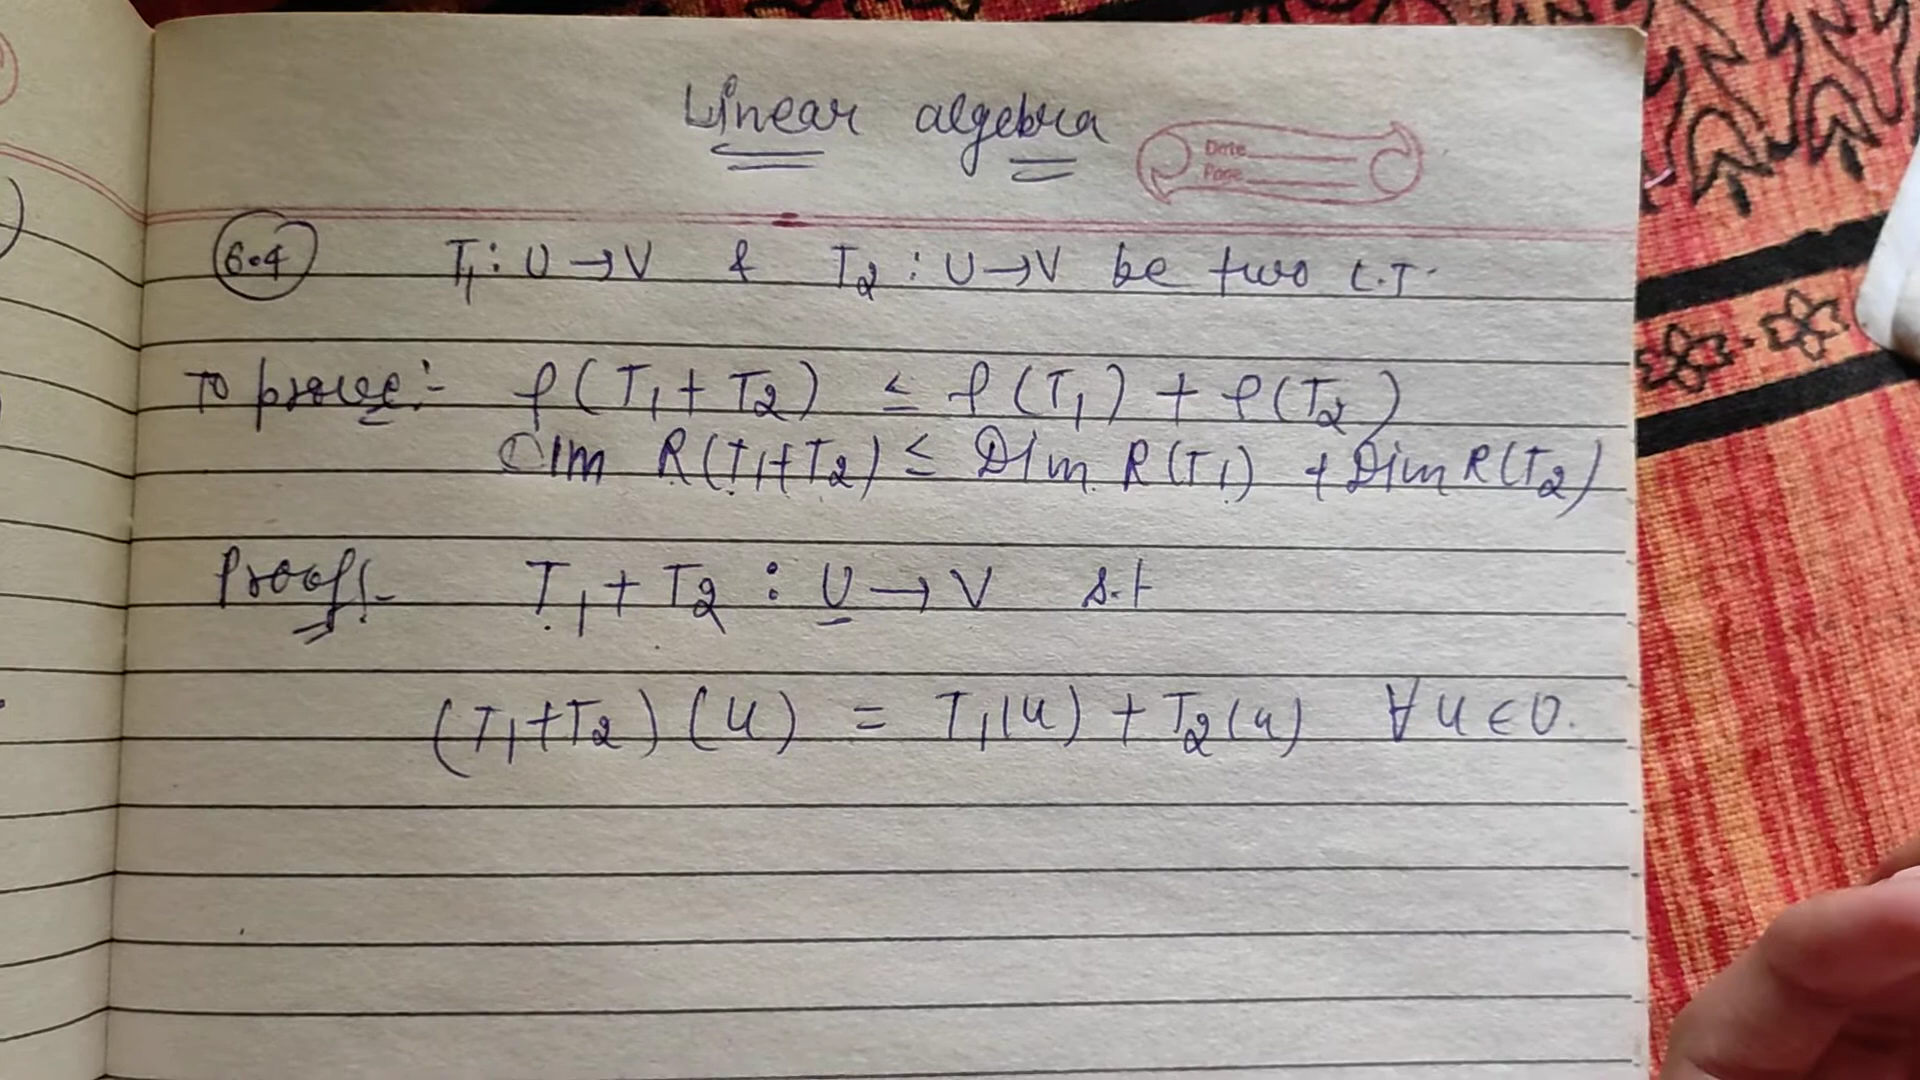 Linear algebra
Date
Page
6.4 T₁ : U → V & T₂ : U → V be two L.T.
To prove:- ρ(T₁ + T₂) ≤ ρ(T₁) + ρ(T₂)
Dim R(T₁+T₂) ≤ Dim R(T₁) + Dim R(T₂)
Proof:- T₁ + T₂ : U → V s.t
(T₁+T₂)(u) = T₁(u) + T₂(u) ∀ u ∈ U.